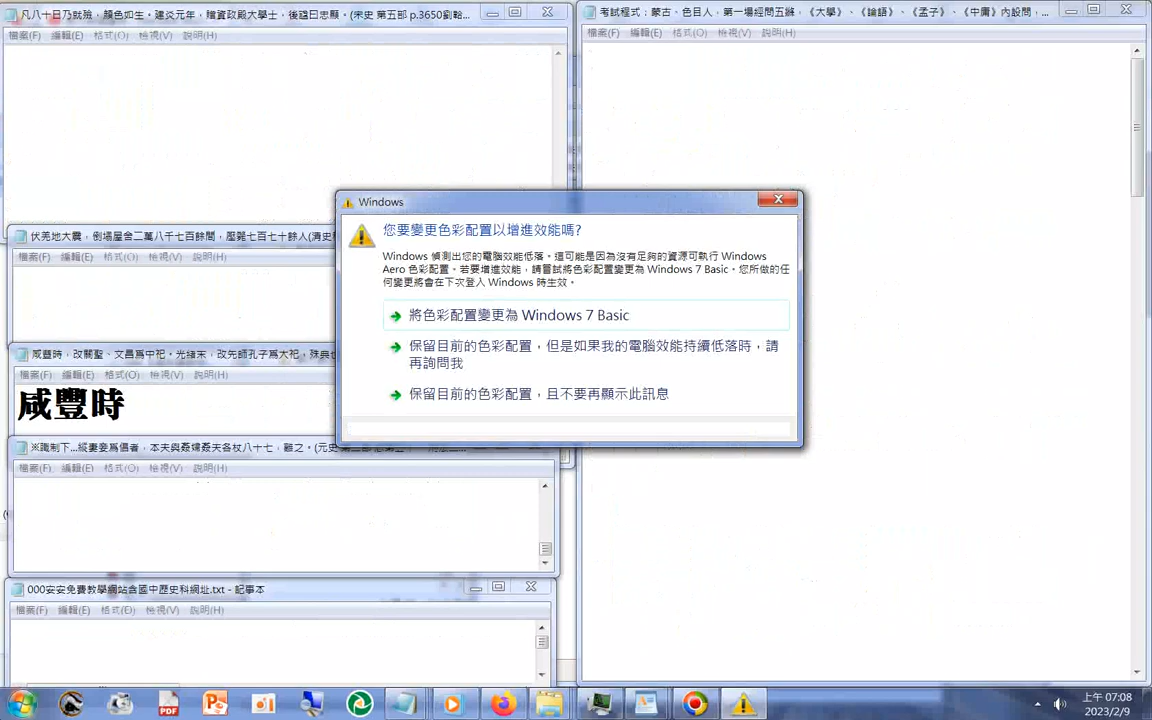 凡八十日乃就殮，顏色如生。建炎元年，贈資政殿大學士，後諡曰忠顯。(宋史 第五部 p.3650劉韐...
檔案(F) 編輯(E) 格式(O) 檢視(V) 說明(H)
考試程式：蒙古、色目人，第一場經問五條，《大學》、《論語》、《孟子》、《中庸》內設問，...
檔案(F) 編輯(E) 格式(O) 檢視(V) 說明(H)
伏羌地大震，倒塌屋舍二萬八千七百餘間，壓斃七百七十餘人(清史
檔案(F) 編輯(E) 格式(O) 檢視(V) 說明(H)
咸豐時，改關聖、文昌爲中祀。光緒末，改先師孔子爲大祀，殊典也
檔案(F) 編輯(E) 格式(O) 檢視(V) 說明(H)
咸豐時
※職制下...縱妻妾爲倡者，本夫與姦婦姦夫各杖八十七，離之。(元史
檔案(F) 編輯(E) 格式(O) 檢視(V) 說明(H)
000安安免費教學網站含國中歷史科網址.txt - 記事本
檔案(F) 編輯(E) 格式(O) 檢視(V) 說明(H)
Windows
您要變更色彩配置以增進效能嗎?
Windows 偵測出您的電腦效能低落。這可能是因為沒有足夠的資源可執行 Windows
Aero 色彩配置。若要增進效能，請嘗試將色彩配置變更為 Windows 7 Basic。您所做的任
何變更將會在下次登入 Windows 時生效。
將色彩配置變更為 Windows 7 Basic
保留目前的色彩配置，但是如果我的電腦效能持續低落時，請
再詢問我
保留目前的色彩配置，且不要再顯示此訊息
PDF
上午 07:08
2023/2/9